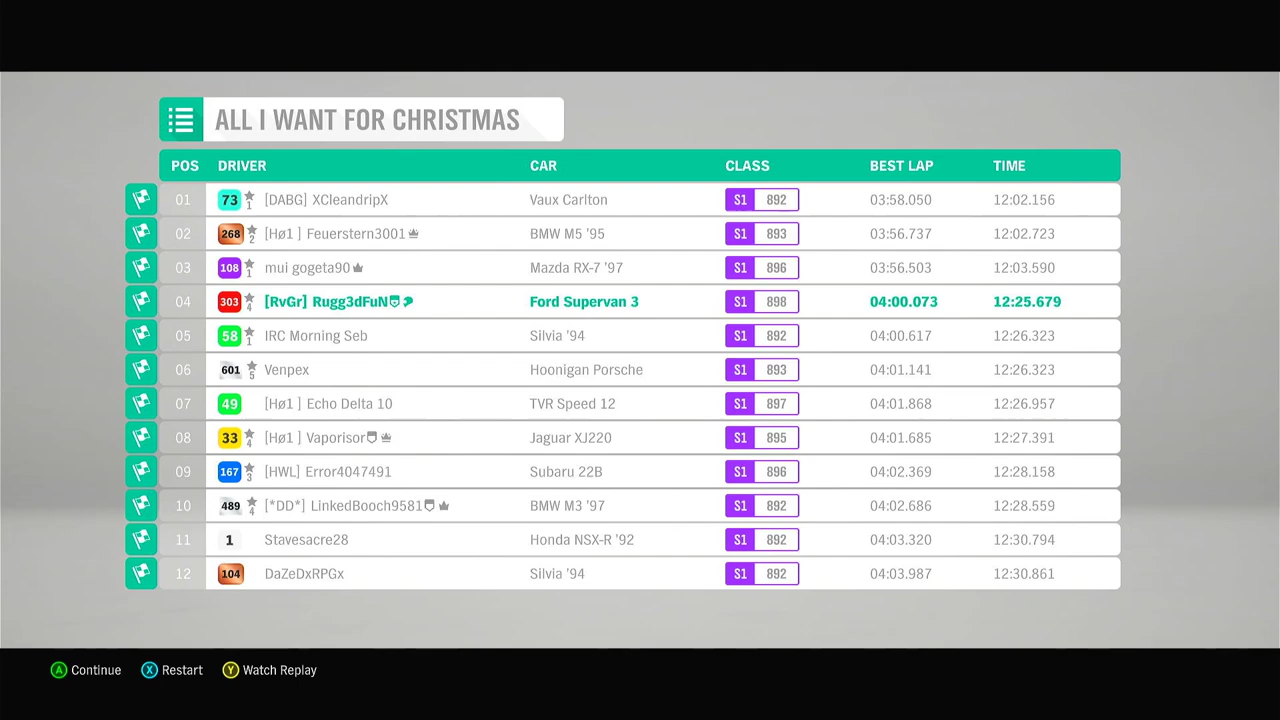 ALL I WANT FOR CHRISTMAS
POS DRIVER CAR CLASS BEST LAP TIME
01 73 1 [DABG] XCleandripX Vaux Carlton S1 892 03:58.050 12:02.156
02 268 2 [Hø1 ] Feuerstern3001 BMW M5 '95 S1 893 03:56.737 12:02.723
03 108 1 mui gogeta90 Mazda RX-7 '97 S1 896 03:56.503 12:03.590
04 303 4 [RvGr] Rugg3dFuN Ford Supervan 3 S1 898 04:00.073 12:25.679
05 58 1 IRC Morning Seb Silvia '94 S1 892 04:00.617 12:26.323
06 601 5 Venpex Hoonigan Porsche S1 893 04:01.141 12:26.323
07 49 [Hø1 ] Echo Delta 10 TVR Speed 12 S1 897 04:01.868 12:26.957
08 33 4 [Hø1 ] Vaporisor Jaguar XJ220 S1 895 04:01.685 12:27.391
09 167 3 [HWL] Error4047491 Subaru 22B S1 896 04:02.369 12:28.158
10 489 4 [*DD*] LinkedBooch9581 BMW M3 '97 S1 892 04:02.686 12:28.559
11 1 Stavesacre28 Honda NSX-R '92 S1 892 04:03.320 12:30.794
12 104 DaZeDxRPGx Silvia '94 S1 892 04:03.987 12:30.861
A Continue X Restart Y Watch Replay